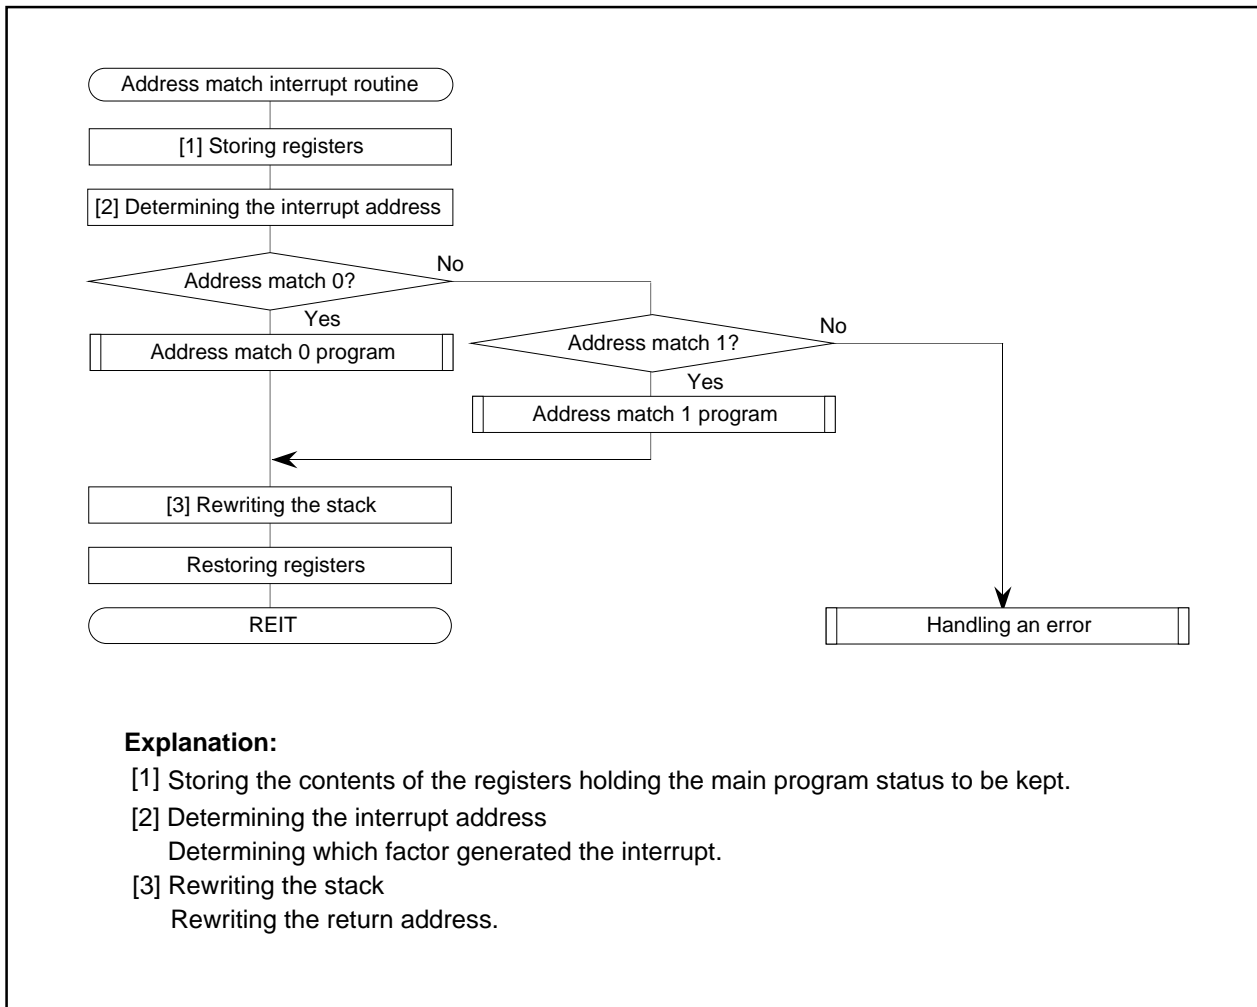 Address match interrupt routine
[1] Storing registers
[2] Determining the interrupt address
Address match 0?
No
Yes
Address match 0 program
Address match 1?
No
Yes
Address match 1 program
[3] Rewriting the stack
Restoring registers
REIT
Handling an error
Explanation:
[1] Storing the contents of the registers holding the main program status to be kept.
[2] Determining the interrupt address
Determining which factor generated the interrupt.
[3] Rewriting the stack
Rewriting the return address.